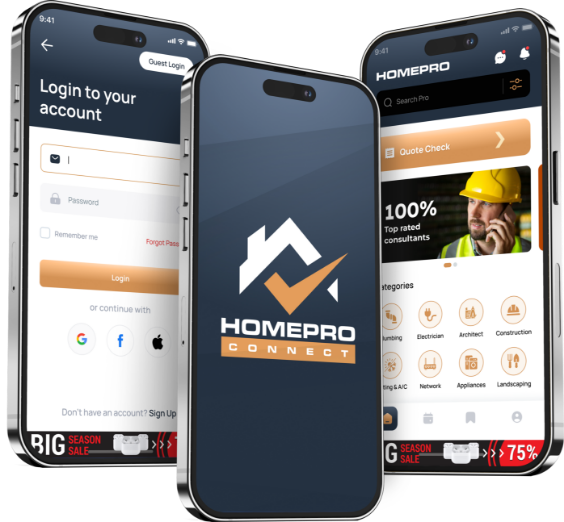 9:41
Guest Login
Login to your
account
Password
Remember me
Forgot Pass
Login
or continue with
G f
Don't have an account? Sign Up
BIG SEASON
SALE
HOMEPRO
CONNECT
9:41
HOMEPRO
Search Pro
Quote Check
100%
Top rated
consultants
ategories
umbing
Electrician
Architect
Construction
ting & A/C
Network
Appliances
Landscaping
G SEASON
SALE
75%